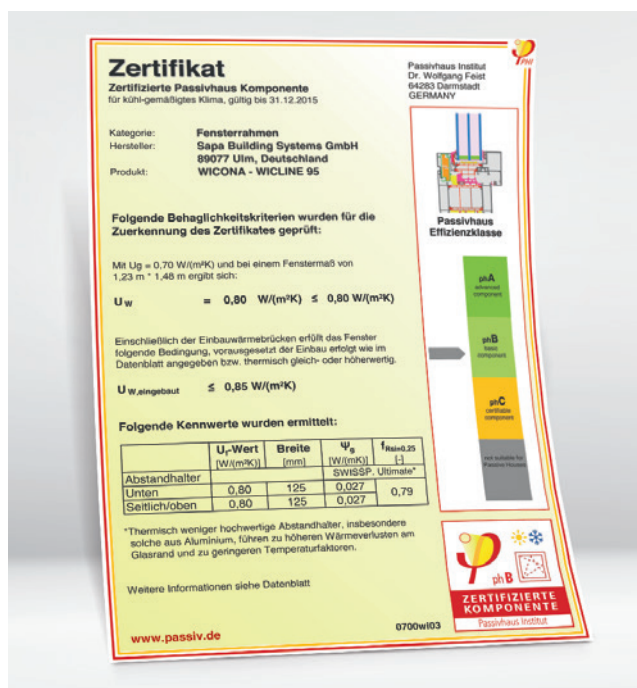 PHI
Zertifikat
Zertifizierte Passivhaus Komponente
für kühl-gemäßigtes Klima, gültig bis 31.12.2015
Passivhaus Institut
Dr. Wolfgang Feist
64283 Darmstadt
GERMANY
Kategorie: Fensterrahmen
Hersteller: Sapa Building Systems GmbH
89077 Ulm, Deutschland
Produkt: WICONA - WICLINE 95
Folgende Behaglichkeitskriterien wurden für die
Zuerkennung des Zertifikates geprüft:
Mit Ug = 0,70 W/(m²K) und bei einem Fenstermaß von
1,23 m * 1,48 m ergibt sich:
U W = 0,80 W/(m²K) ≤ 0,80 W/(m²K)
Einschließlich der Einbauwärmebrücken erfüllt das Fenster
folgende Bedingung, vorausgesetzt der Einbau erfolgt wie im
Datenblatt angegeben bzw. thermisch gleich- oder höherwertig.
U W,eingebaut ≤ 0,85 W/(m²K)
Folgende Kennwerte wurden ermittelt:
Uf-Wert Breite Ψg fRsi=0,25
[W/(m²K)] [mm] [W/(mK)] [-]
Abstandhalter SWISSP. Ultimate*
Unten 0,80 125 0,027 0,79
Seitlich/oben 0,80 125 0,027
*Thermisch weniger hochwertige Abstandhalter, insbesondere
solche aus Aluminium, führen zu höheren Wärmeverlusten am
Glasrand und zu geringeren Temperaturfaktoren.
Weitere Informationen siehe Datenblatt
www.passiv.de
0700wi03
Passivhaus
Effizienzklasse
phA
advanced
component
phB
basic
component
phC
certifiable
component
not suitable for
Passive Houses
ph B
ZERTIFIZIERTE
KOMPONENTE
Passivhaus Institut